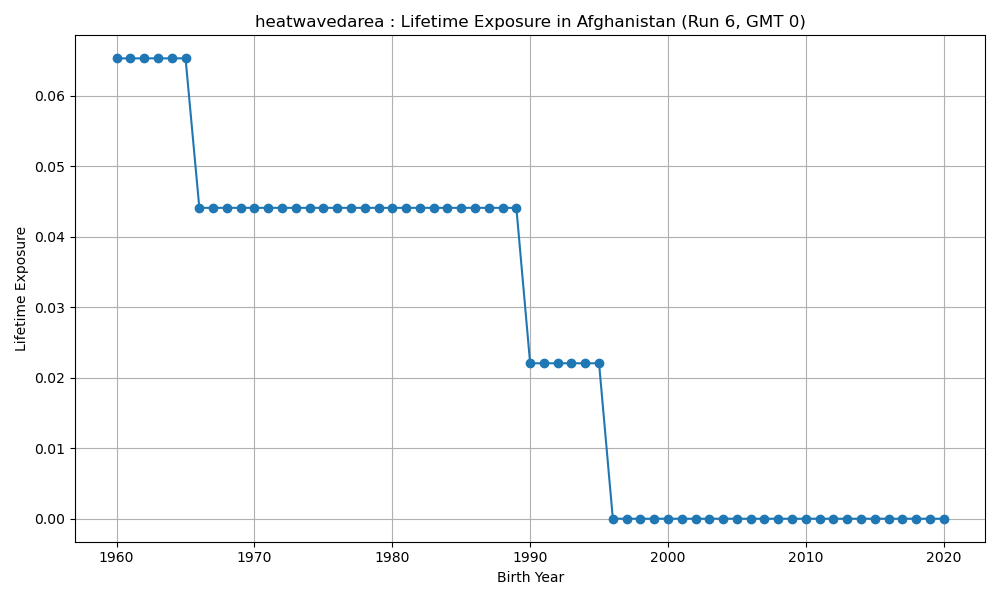 heatwavedarea : Lifetime Exposure in Afghanistan (Run 6, GMT 0)
Lifetime Exposure
0.06
0.05
0.04
0.03
0.02
0.01
0.00
1960 1970 1980 1990 2000 2010 2020
Birth Year